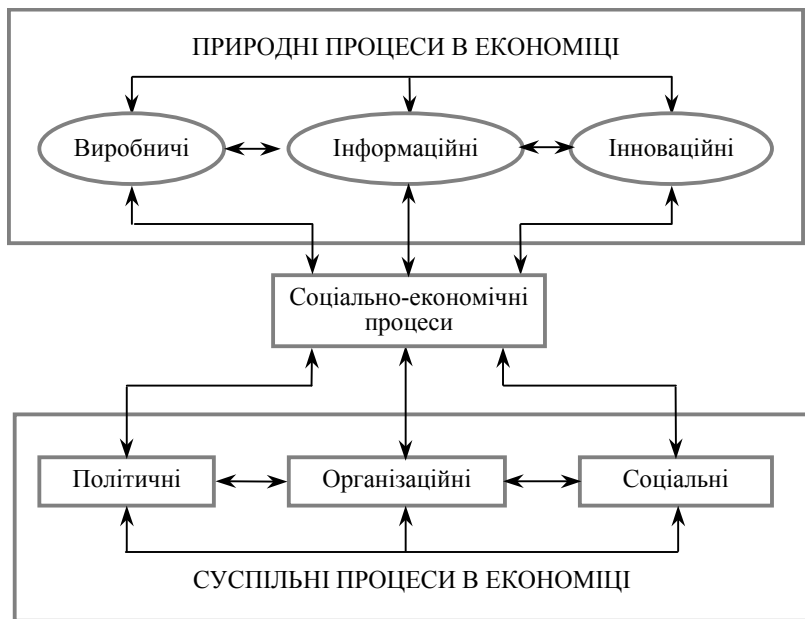 ПРИРОДНІ ПРОЦЕСИ В ЕКОНОМІЦІ
Виробничі
Інформаційні
Інноваційні
Соціально-економічні
процеси
Політичні
Організаційні
Соціальні
СУСПІЛЬНІ ПРОЦЕСИ В ЕКОНОМІЦІ